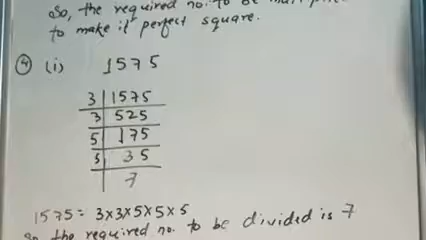 So, the required no. to be
to make it perfect square.
④ (i) 1575
3 | 1575
3 | 525
5 | 175
5 | 35
7
1575 = 3×3×5×5×5
So the required no. to be divided is 7